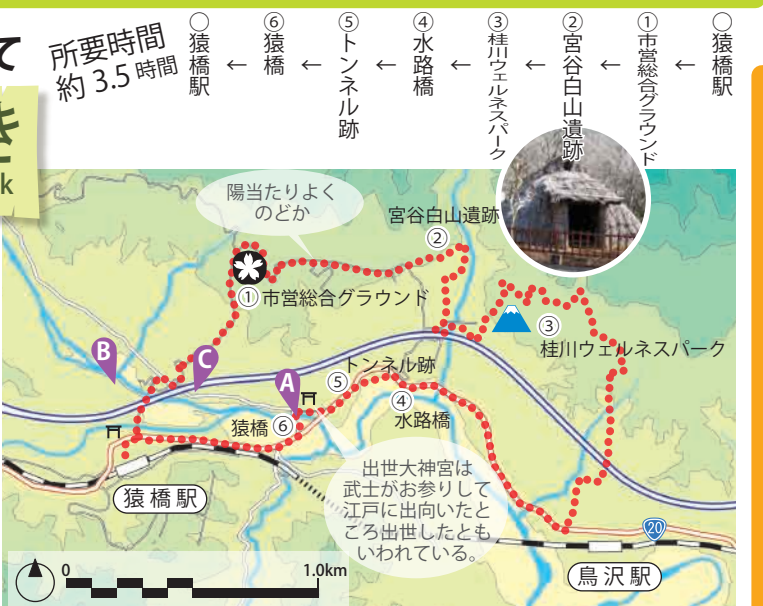 て
き
k
所要時間
約 3.5 時間
○猿橋駅
←
①市営総合グラウンド
←
②宮谷白山遺跡
←
③桂川ウェルネスパーク
←
④水路橋
←
⑤トンネル跡
←
⑥猿橋
←
○猿橋駅
陽当たりよく
のどか
宮谷白山遺跡
②
①市営総合グラウンド
③
桂川ウェルネスパーク
B
C
A
トンネル跡
⑤
④
水路橋
猿橋⑥
猿橋駅
出世大神宮は
武士がお参りして
江戸に出向いたと
ころ出世したとも
いわれている。
20
鳥沢駅
0 1.0km